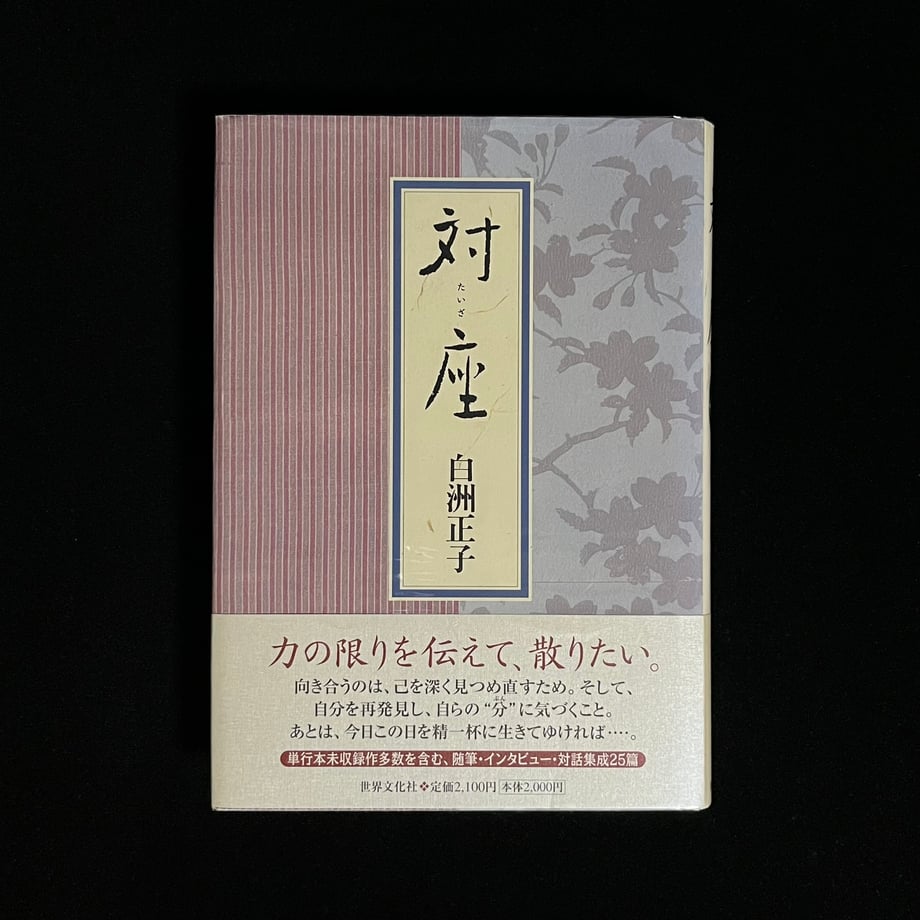 対座
たいざ
白洲正子
力の限りを伝えて、散りたい。
向き合うのは、己を深く見つめ直すため。そして、
自分を再発見し、自らの“分”に気づくこと。
ぶん
あとは、今日この日を精一杯に生きてゆければ‥‥。
単行本未収録作多数を含む、随筆・インタビュー・対話集成25篇
世界文化社❖定価2,100円 本体2,000円